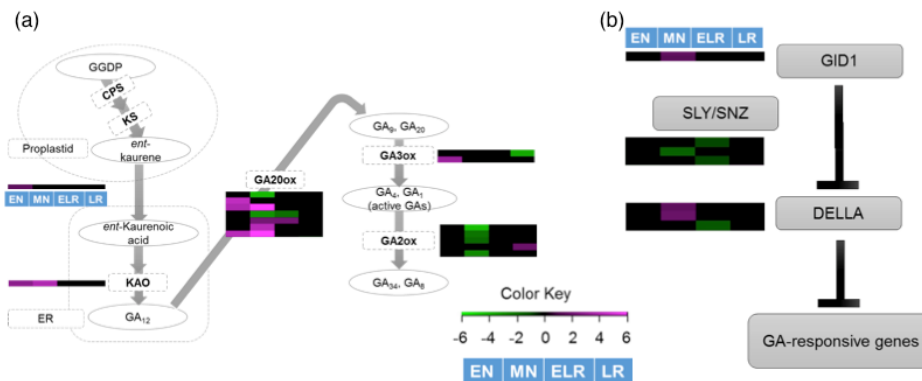 (a)
GGDP
CPS
KS
Proplastid
ent-
kaurene
EN MN ELR LR
ent-Kaurenoic
acid
KAO
ER
GA12
GA20ox
GA9, GA20
GA3ox
GA4, GA1
(active GAs)
GA2ox
GA34, GA8
Color Key
-6 -4 -2 0 2 4 6
EN MN ELR LR
(b)
EN MN ELR LR
GID1
SLY/SNZ
DELLA
GA-responsive genes